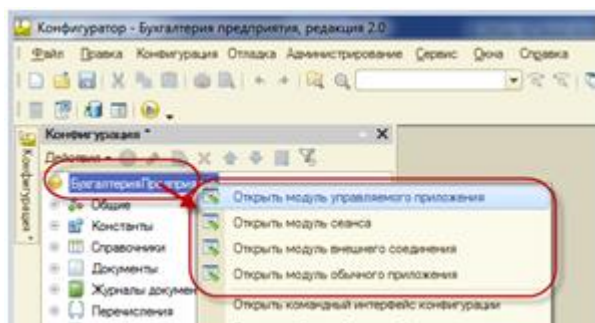 Конфигуратор - Бухгалтерия предприятия, редакция 2.0
Файл Правка Конфигурация Отладка Администрирование Сервис Окна Справка
Конфигурация *
Действия
Конфигурация
БухгалтерияПредприя
Общие
Константы
Справочники
Документы
Журналы докумен
Перечисления
Открыть модуль управляемого приложения
Открыть модуль сеанса
Открыть модуль внешнего соединения
Открыть модуль обычного приложения
Открыть командный интерфейс конфигурации